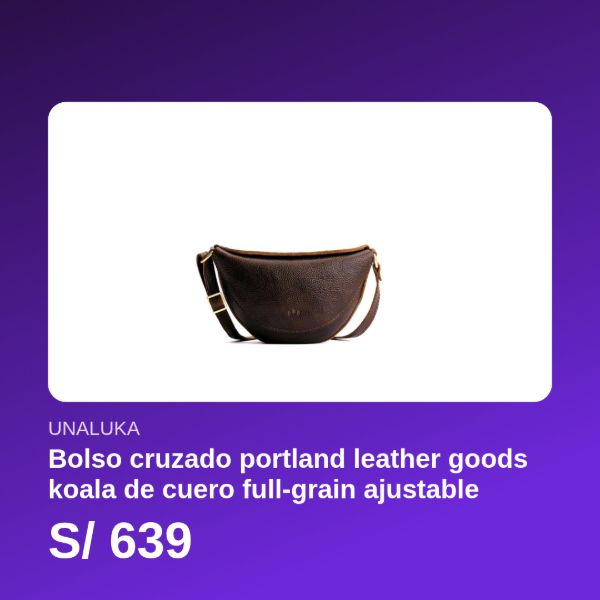 UNALUKA
Bolso cruzado portland leather goods
koala de cuero full-grain ajustable
S/ 639